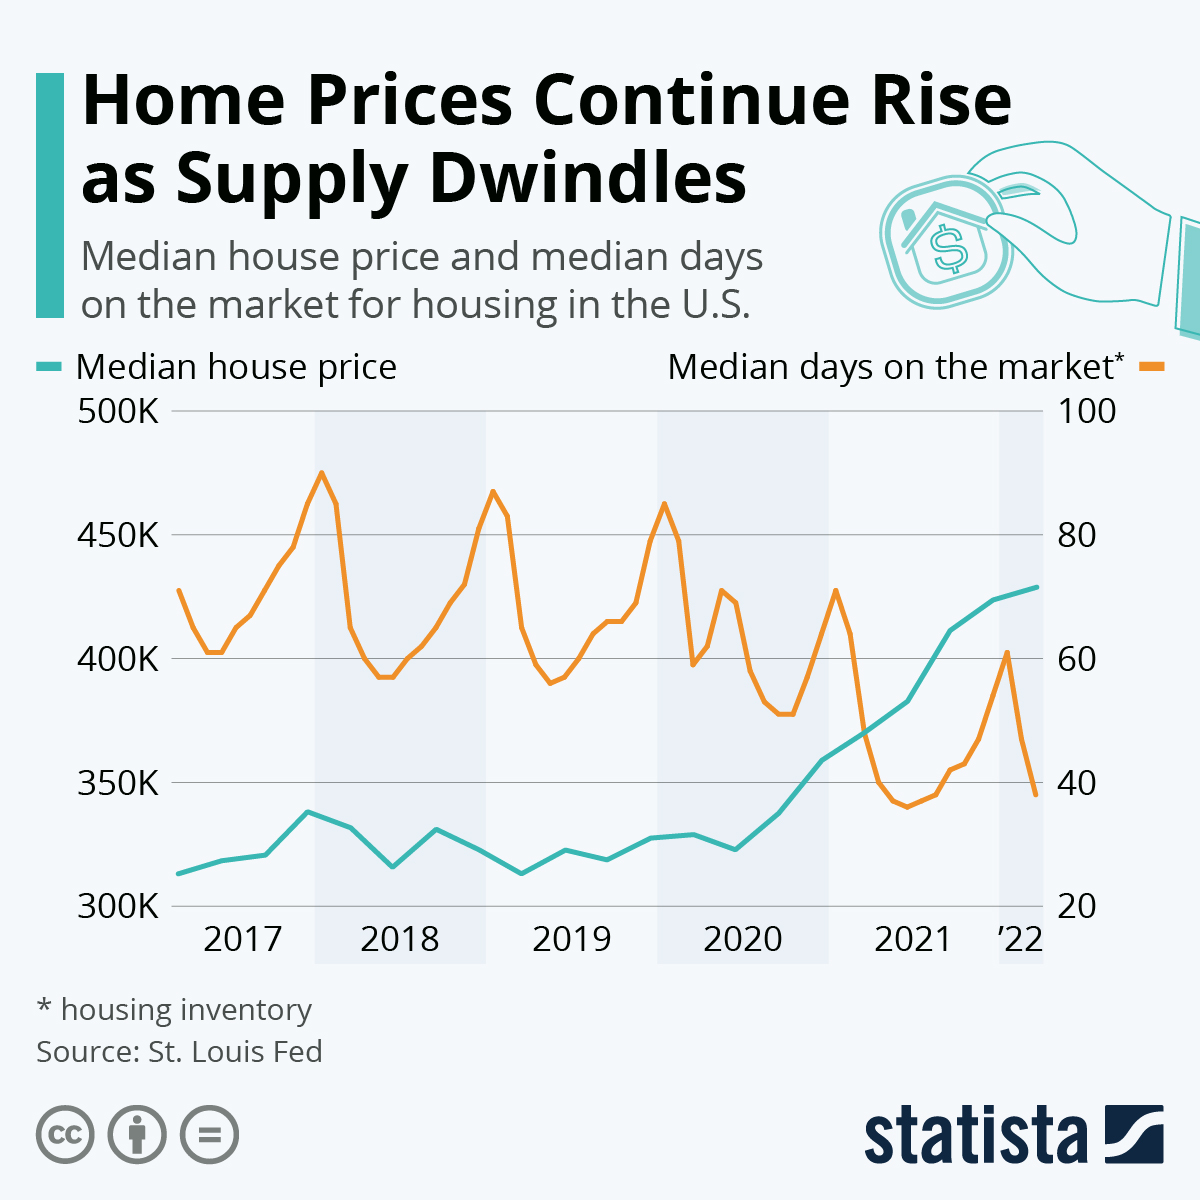 Home Prices Continue Rise
as Supply Dwindles
Median house price and median days
on the market for housing in the U.S.
$
Median house price
Median days on the market*
500K
100
450K
80
400K
60
350K
40
300K
20
2017 2018 2019 2020 2021 ’22
* housing inventory
Source: St. Louis Fed
cc
=
statista